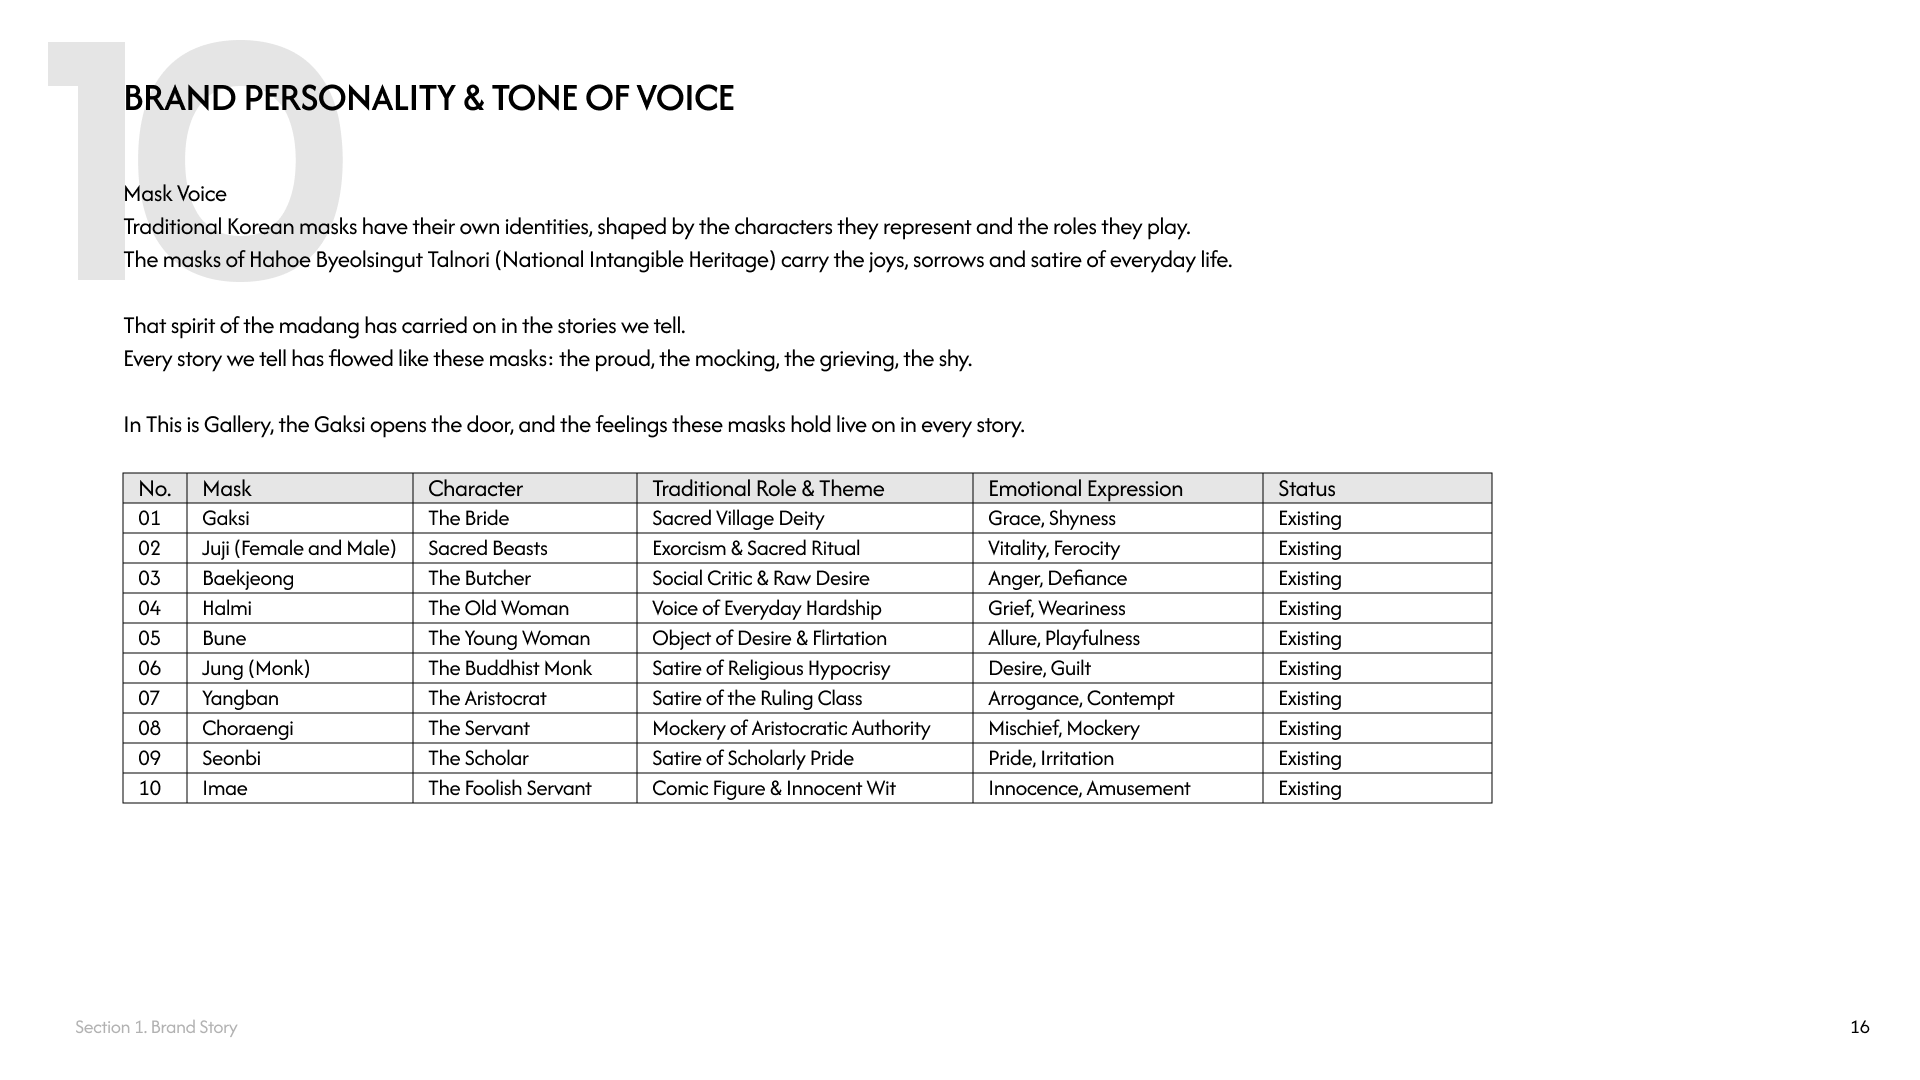 10
BRAND PERSONALITY & TONE OF VOICE
Mask Voice
Traditional Korean masks have their own identities, shaped by the characters they represent and the roles they play.
The masks of Hahoe Byeolsingut Talnori (National Intangible Heritage) carry the joys, sorrows and satire of everyday life.
That spirit of the madang has carried on in the stories we tell.
Every story we tell has flowed like these masks: the proud, the mocking, the grieving, the shy.
In This is Gallery, the Gaksi opens the door, and the feelings these masks hold live on in every story.
No. Mask Character Traditional Role & Theme Emotional Expression Status
01 Gaksi The Bride Sacred Village Deity Grace, Shyness Existing
02 Juji (Female and Male) Sacred Beasts Exorcism & Sacred Ritual Vitality, Ferocity Existing
03 Baekjeong The Butcher Social Critic & Raw Desire Anger, Defiance Existing
04 Halmi The Old Woman Voice of Everyday Hardship Grief, Weariness Existing
05 Bune The Young Woman Object of Desire & Flirtation Allure, Playfulness Existing
06 Jung (Monk) The Buddhist Monk Satire of Religious Hypocrisy Desire, Guilt Existing
07 Yangban The Aristocrat Satire of the Ruling Class Arrogance, Contempt Existing
08 Choraengi The Servant Mockery of Aristocratic Authority Mischief, Mockery Existing
09 Seonbi The Scholar Satire of Scholarly Pride Pride, Irritation Existing
10 Imae The Foolish Servant Comic Figure & Innocent Wit Innocence, Amusement Existing
Section 1. Brand Story
16